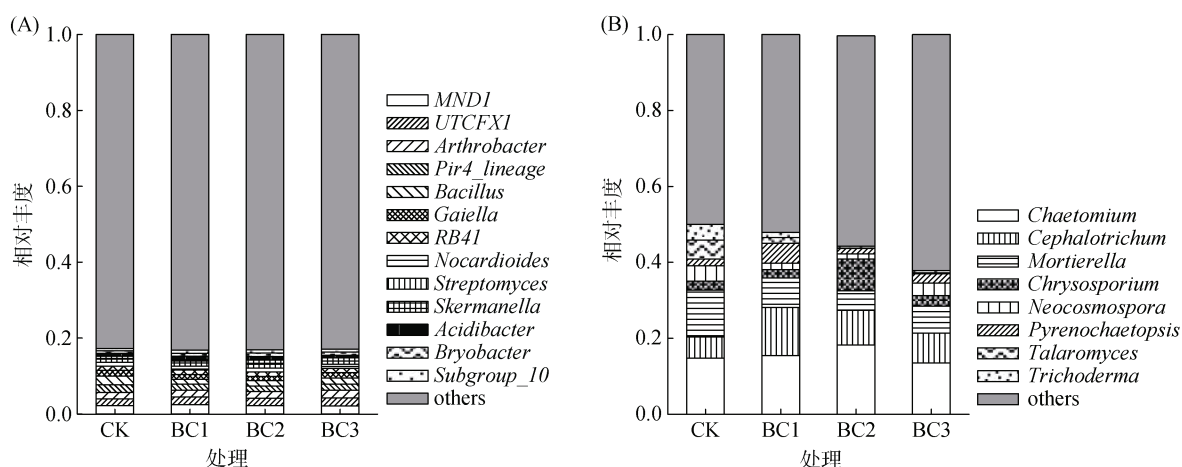 (A)
相对丰度
1.0
0.8
0.6
0.4
0.2
0.0
CK BC1 BC2 BC3
处理
MND1
UTCFX1
Arthrobacter
Pir4_lineage
Bacillus
Gaiella
RB41
Nocardioides
Streptomyces
Skermanella
Acidibacter
Bryobacter
Subgroup_10
others
(B)
相对丰度
1.0
0.8
0.6
0.4
0.2
0.0
CK BC1 BC2 BC3
处理
Chaetomium
Cephalotrichum
Mortierella
Chrysosporium
Neocosmospora
Pyrenochaetopsis
Talaromyces
Trichoderma
others